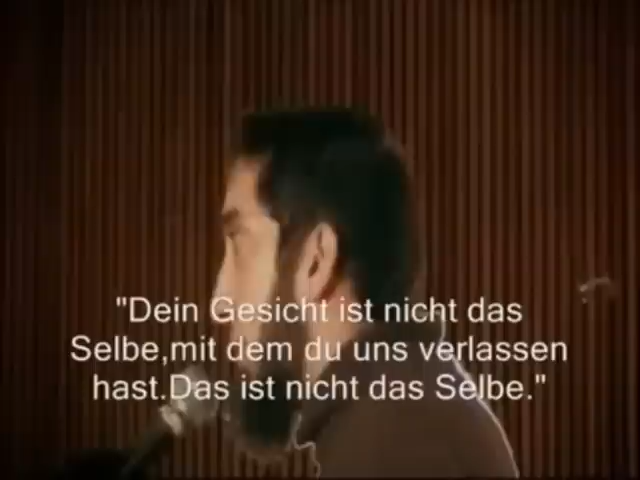 "Dein Gesicht ist nicht das
Selbe,mit dem du uns verlassen
hast.Das ist nicht das Selbe."